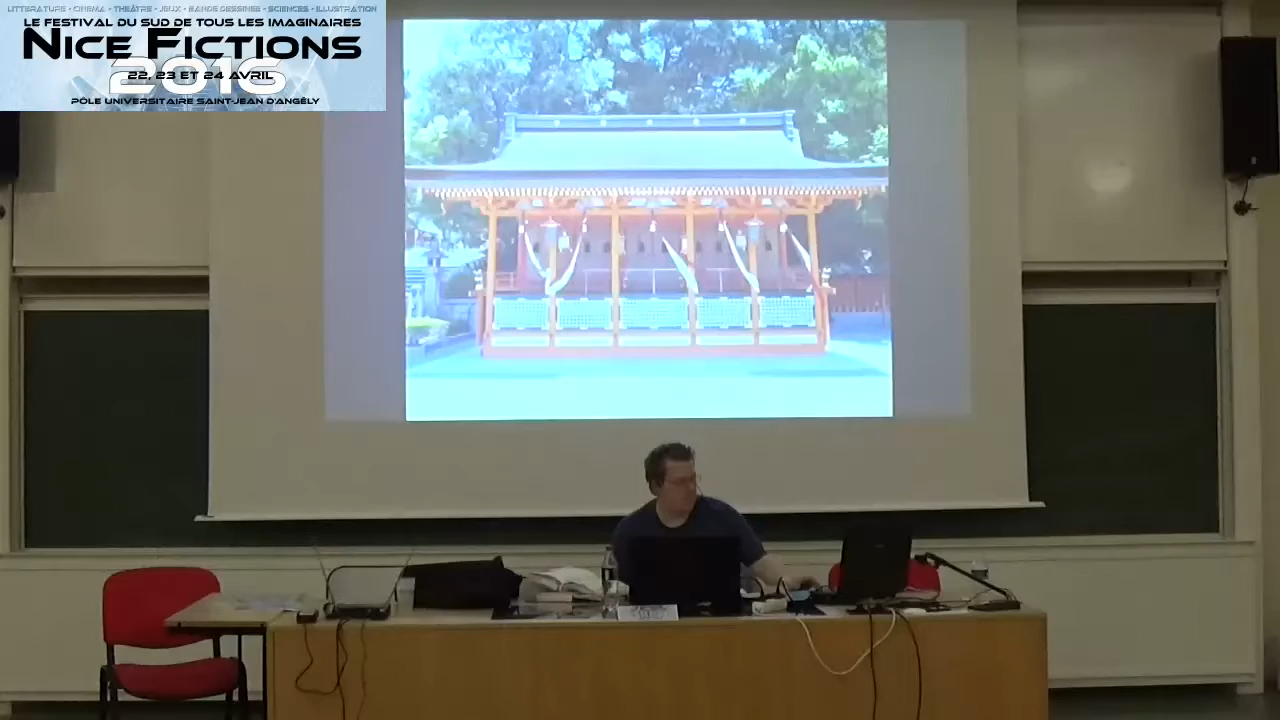 LITTÉRATURE - CINÉMA - THÉÂTRE - JEUX - BANDE DESSINÉE - SCIENCES - ILLUSTRATION
LE FESTIVAL DU SUD DE TOUS LES IMAGINAIRES
NICE FICTIONS
2016
22, 23 ET 24 AVRIL
PÔLE UNIVERSITAIRE SAINT-JEAN D'ANGÉLY